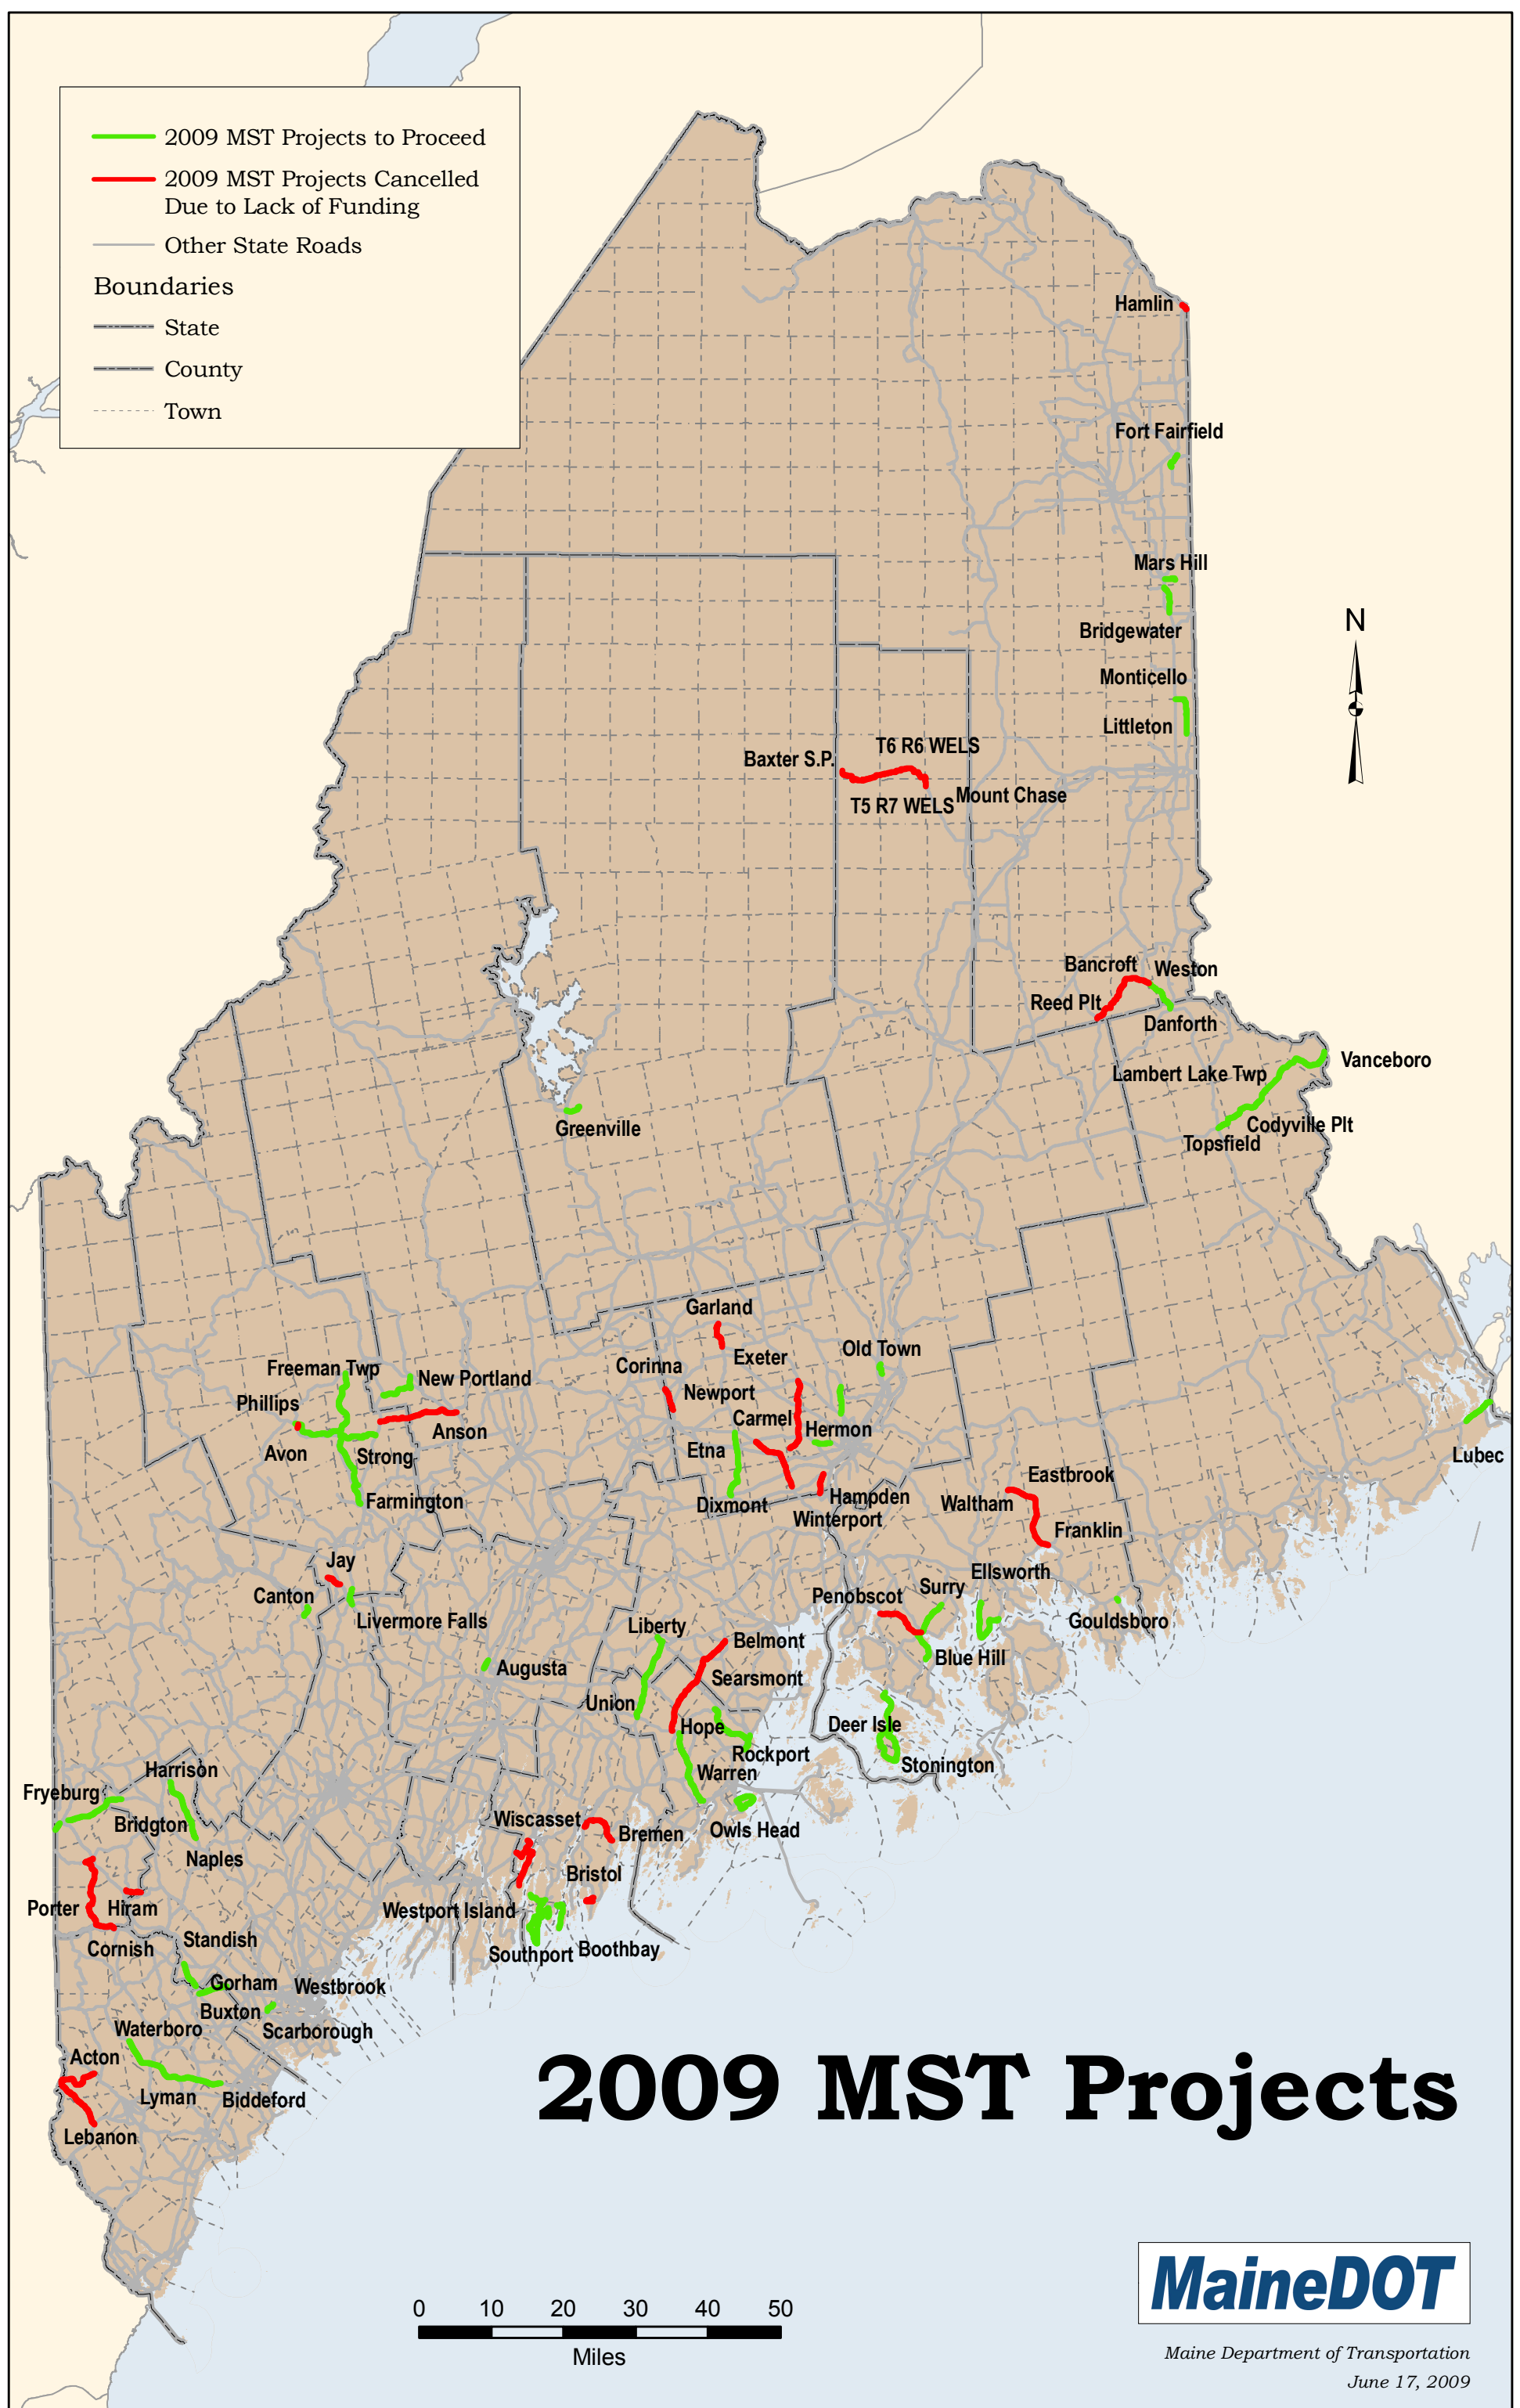 2009 MST Projects to Proceed
2009 MST Projects Cancelled
Due to Lack of Funding
Other State Roads
Boundaries
State
County
Town
Hamlin
Fort Fairfield
Mars Hill
N
Bridgewater
Monticello
Littleton
T6 R6 WELS
Baxter S.P.
Mount Chase
T5 R7 WELS
Bancroft
Weston
Reed Plt
Danforth
Vanceboro
Lambert Lake Twp
Codyville Plt
Topsfield
Greenville
Garland
Old Town
Exeter
Corinna
Freeman Twp
New Portland
Newport
Phillips
Carmel
Hermon
Anson
Avon
Strong
Etna
Lubec
Eastbrook
Farmington
Dixmont
Hampden
Waltham
Winterport
Franklin
Jay
Ellsworth
Surry
Canton
Penobscot
Livermore Falls
Gouldsboro
Liberty
Belmont
Blue Hill
Augusta
Searsmont
Union
Hope
Deer Isle
Rockport
Stonington
Harrison
Warren
Fryeburg
Bridgton
Wiscasset
Bremen
Owls Head
Naples
Bristol
Porter
Hiram
Westport Island
Cornish
Standish
Southport
Boothbay
Gorham
Westbrook
Buxton
Waterboro
Scarborough
Acton
Lyman
Biddeford
Lebanon
2009 MST Projects
MaineDOT
0 10 20 30 40 50
Miles
Maine Department of Transportation
June 17, 2009